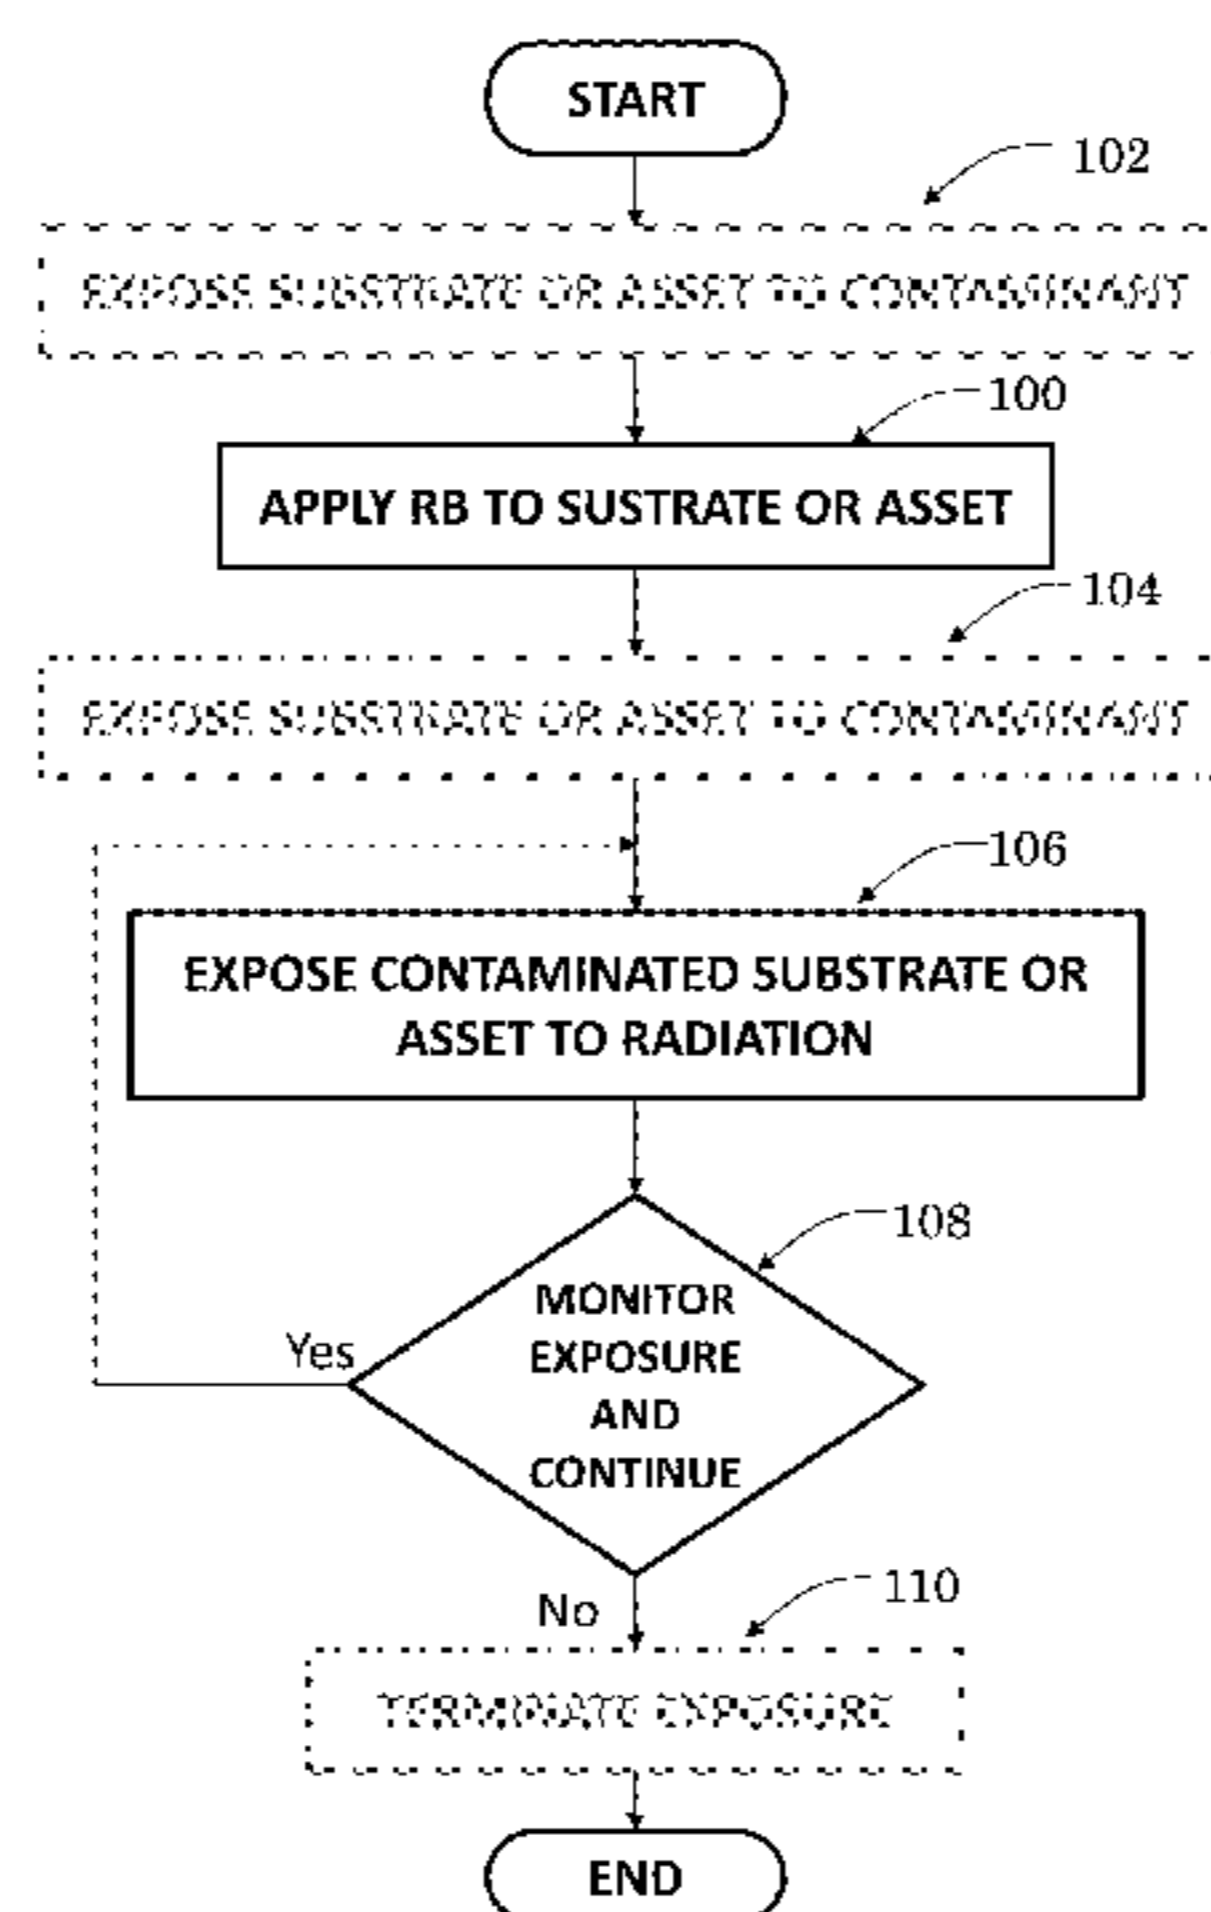 START
102
EXPOSE SUBSTRATE OR ASSET TO CONTAMINANT
100
APPLY RB TO SUSTRATE OR ASSET
104
EXPOSE SUBSTRATE OR ASSET TO CONTAMINANT
106
EXPOSE CONTAMINATED SUBSTRATE OR
ASSET TO RADIATION
108
MONITOR
EXPOSURE
AND
CONTINUE
Yes
No
110
TERMINATE EXPOSURE
END